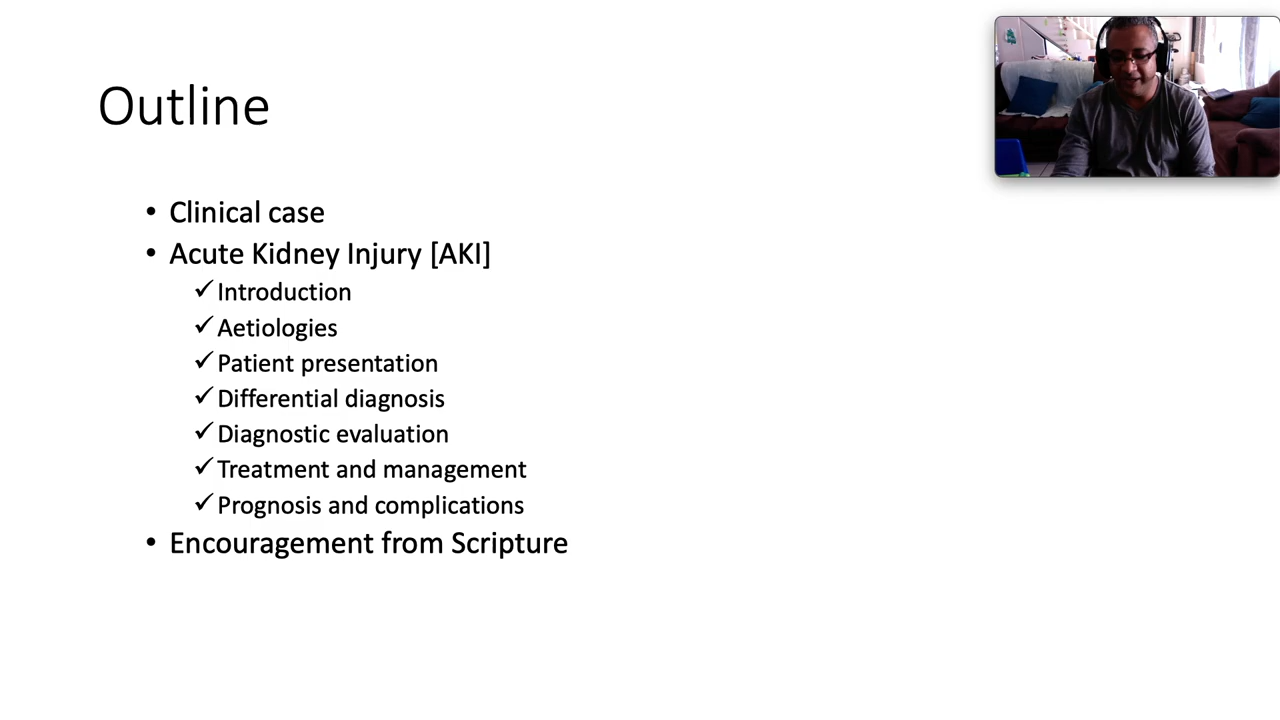 Outline
• Clinical case
• Acute Kidney Injury [AKI]
✓Introduction
✓Aetiologies
✓Patient presentation
✓Differential diagnosis
✓Diagnostic evaluation
✓Treatment and management
✓Prognosis and complications
• Encouragement from Scripture